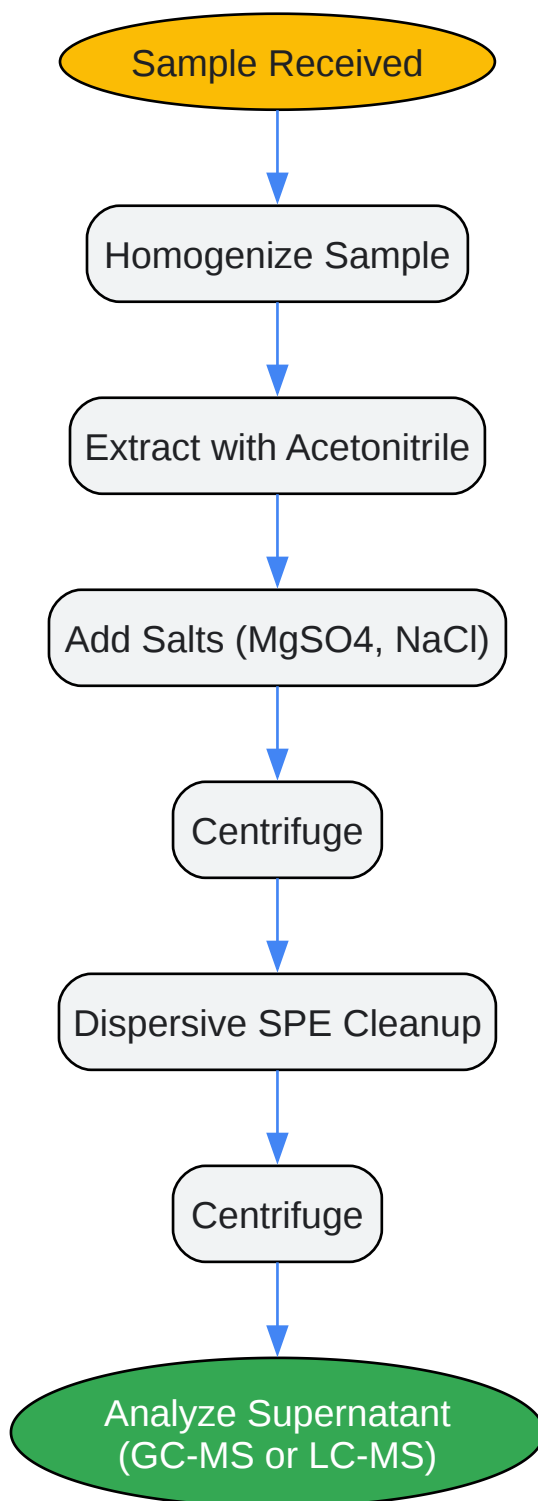 Sample Received
Homogenize Sample
Extract with Acetonitrile
Add Salts (MgSO4, NaCl)
Centrifuge
Dispersive SPE Cleanup
Centrifuge
Analyze Supernatant
(GC-MS or LC-MS)